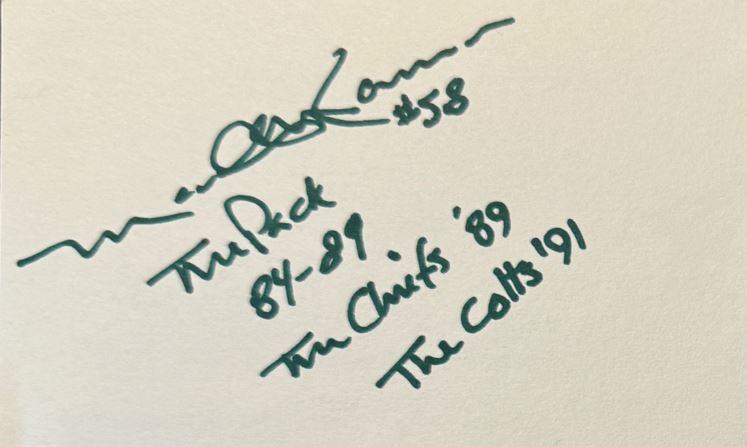 #58
The Pack
84-89
The Chiefs '89
The Colts '91